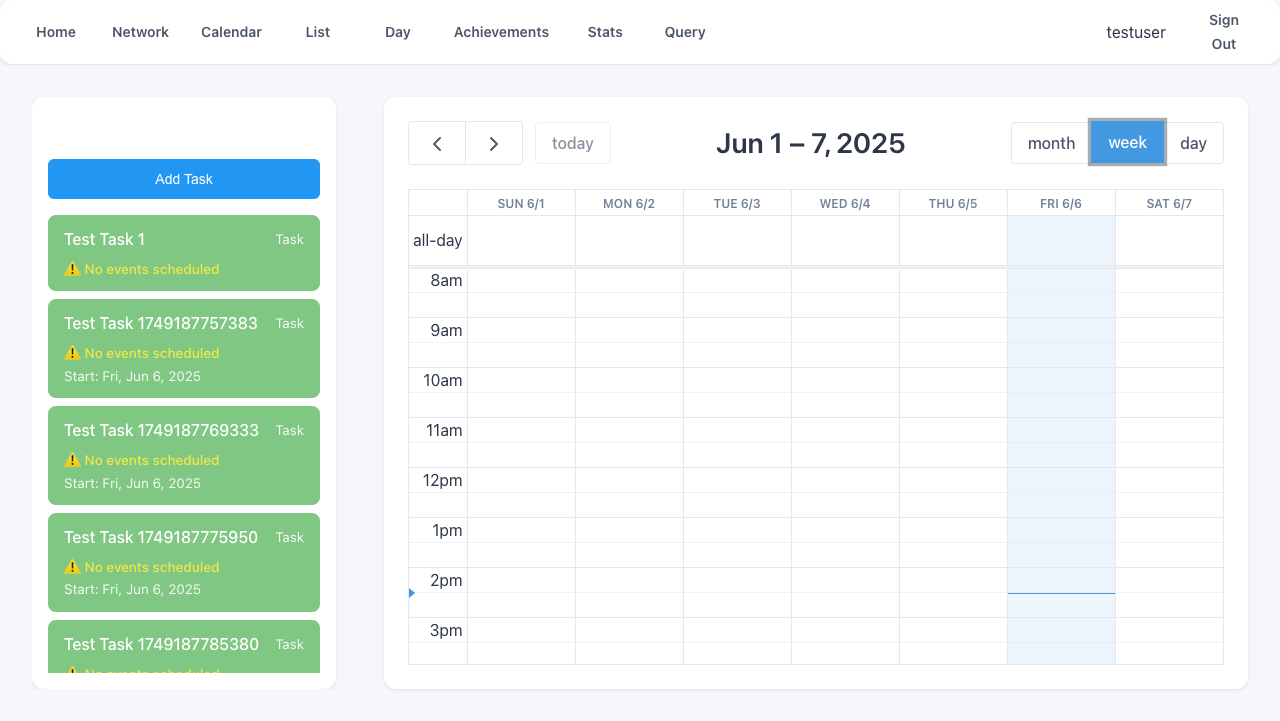 Home Network Calendar List Day Achievements Stats Query testuser Sign Out
Add Task
Test Task 1 Task
⚠️ No events scheduled
Test Task 1749187757383 Task
⚠️ No events scheduled
Start: Fri, Jun 6, 2025
Test Task 1749187769333 Task
⚠️ No events scheduled
Start: Fri, Jun 6, 2025
Test Task 1749187775950 Task
⚠️ No events scheduled
Start: Fri, Jun 6, 2025
Test Task 1749187785380 Task
⚠️ No events scheduled
today Jun 1 – 7, 2025 month week day
SUN 6/1 MON 6/2 TUE 6/3 WED 6/4 THU 6/5 FRI 6/6 SAT 6/7
all-day
8am
9am
10am
11am
12pm
1pm
2pm
3pm